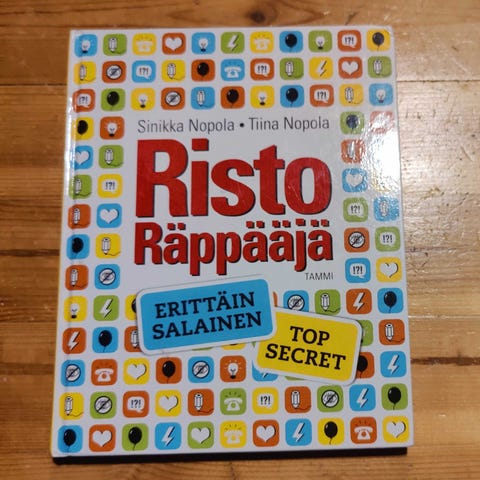 Sinikka Nopola • Tiina Nopola
Risto
Räppääjä
TAMMI
ERITTÄIN
SALAINEN
TOP
SECRET